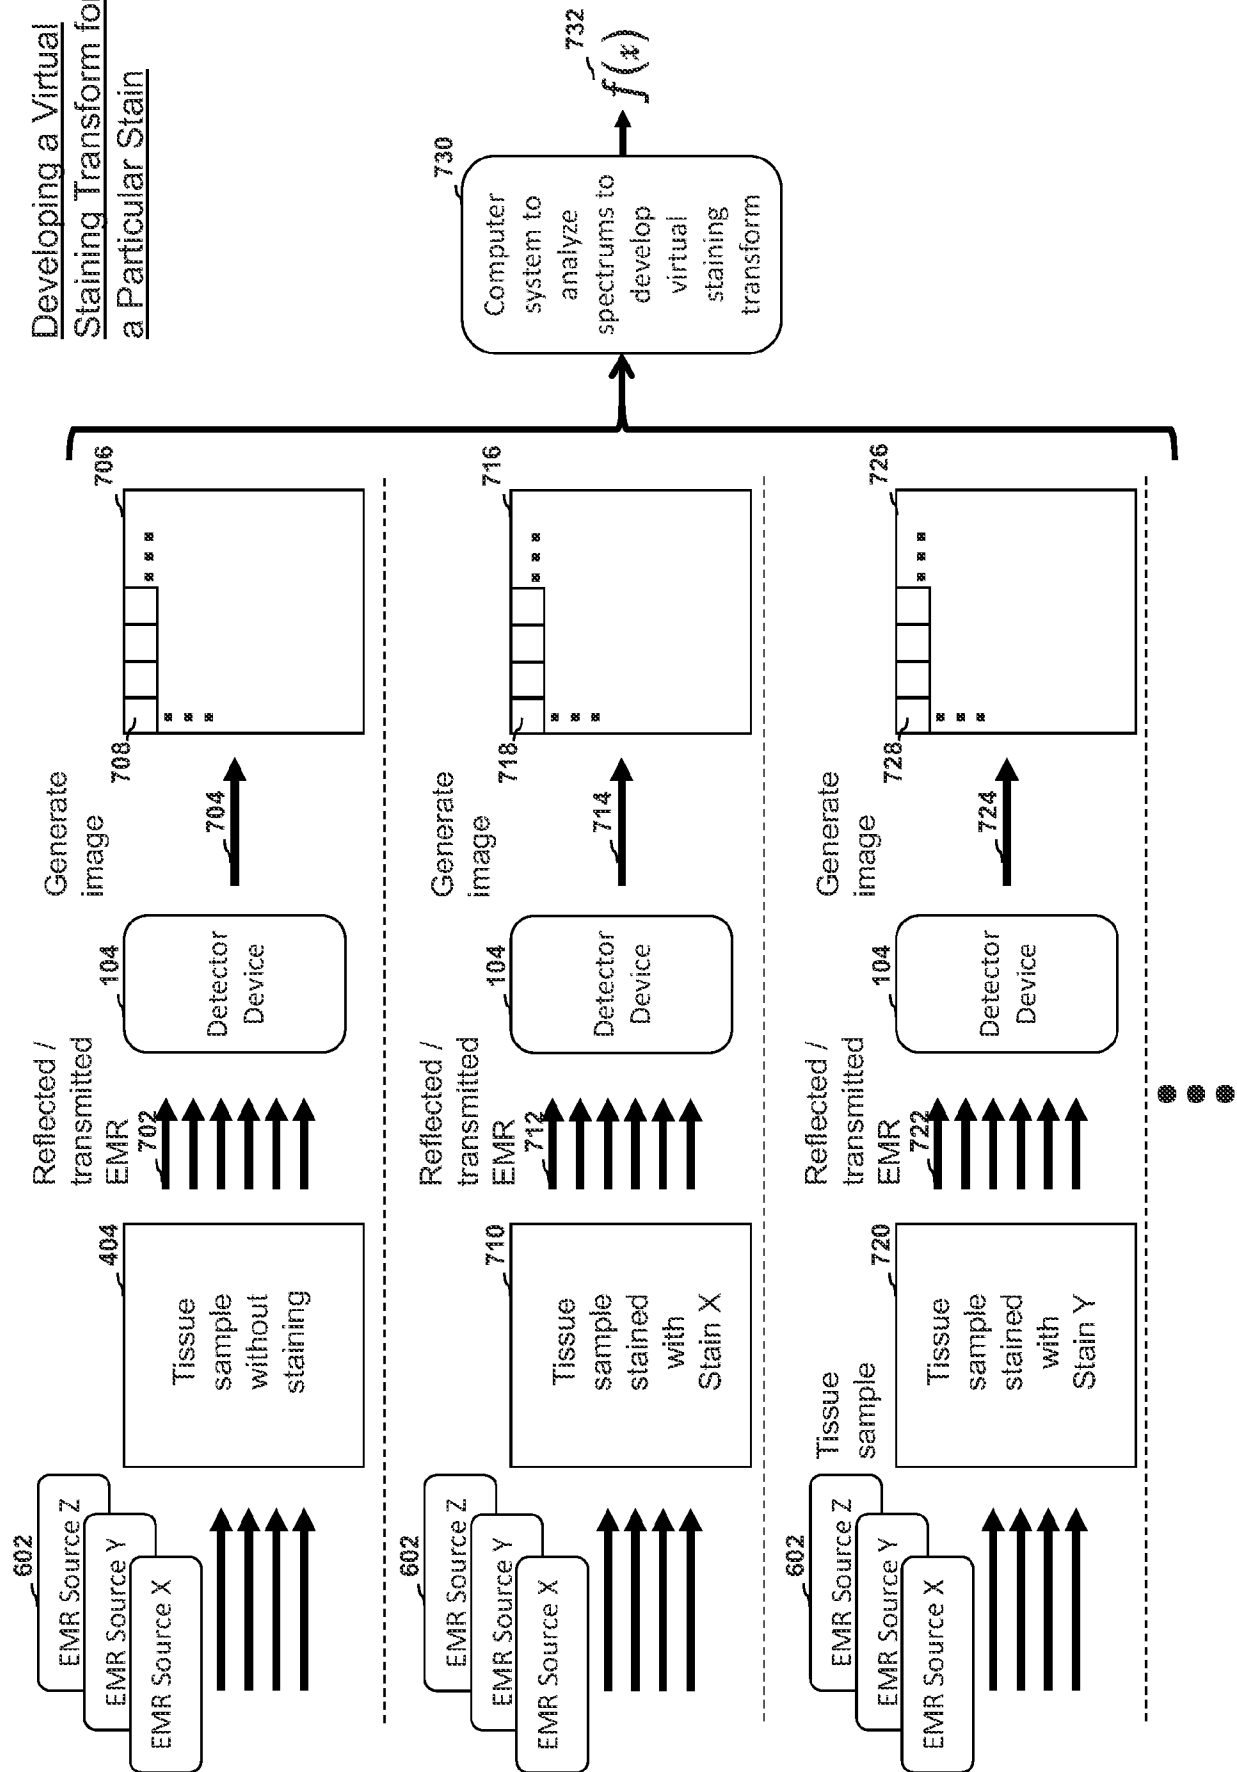 Developing a Virtual
Staining Transform for
a Particular Stain
602
EMR Source Z
EMR Source Y
EMR Source X
404
Tissue
sample
without
staining
Reflected /
transmitted
EMR
702
104
Detector
Device
Generate
image
704
706
708
602
EMR Source Z
EMR Source Y
EMR Source X
710
Tissue
sample
stained
with
Stain X
Reflected /
transmitted
EMR
712
104
Detector
Device
Generate
image
714
716
718
602
EMR Source Z
EMR Source Y
EMR Source X
Tissue
sample
720
Tissue
sample
stained
with
Stain Y
Reflected /
transmitted
EMR
722
104
Detector
Device
Generate
image
724
726
728
730
Computer
system to
analyze
spectrums to
develop
virtual
staining
transform
732
f(x)